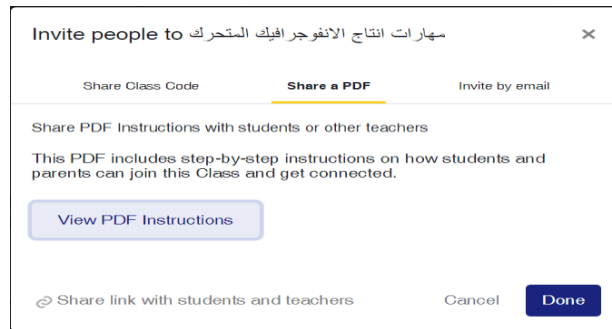 Invite people to مهارات انتاج الانفوجرافيك المتحرك
Share Class Code
Share a PDF
Invite by email
Share PDF Instructions with students or other teachers
This PDF includes step-by-step instructions on how students and
parents can join this Class and get connected.
View PDF Instructions
Share link with students and teachers
Cancel
Done